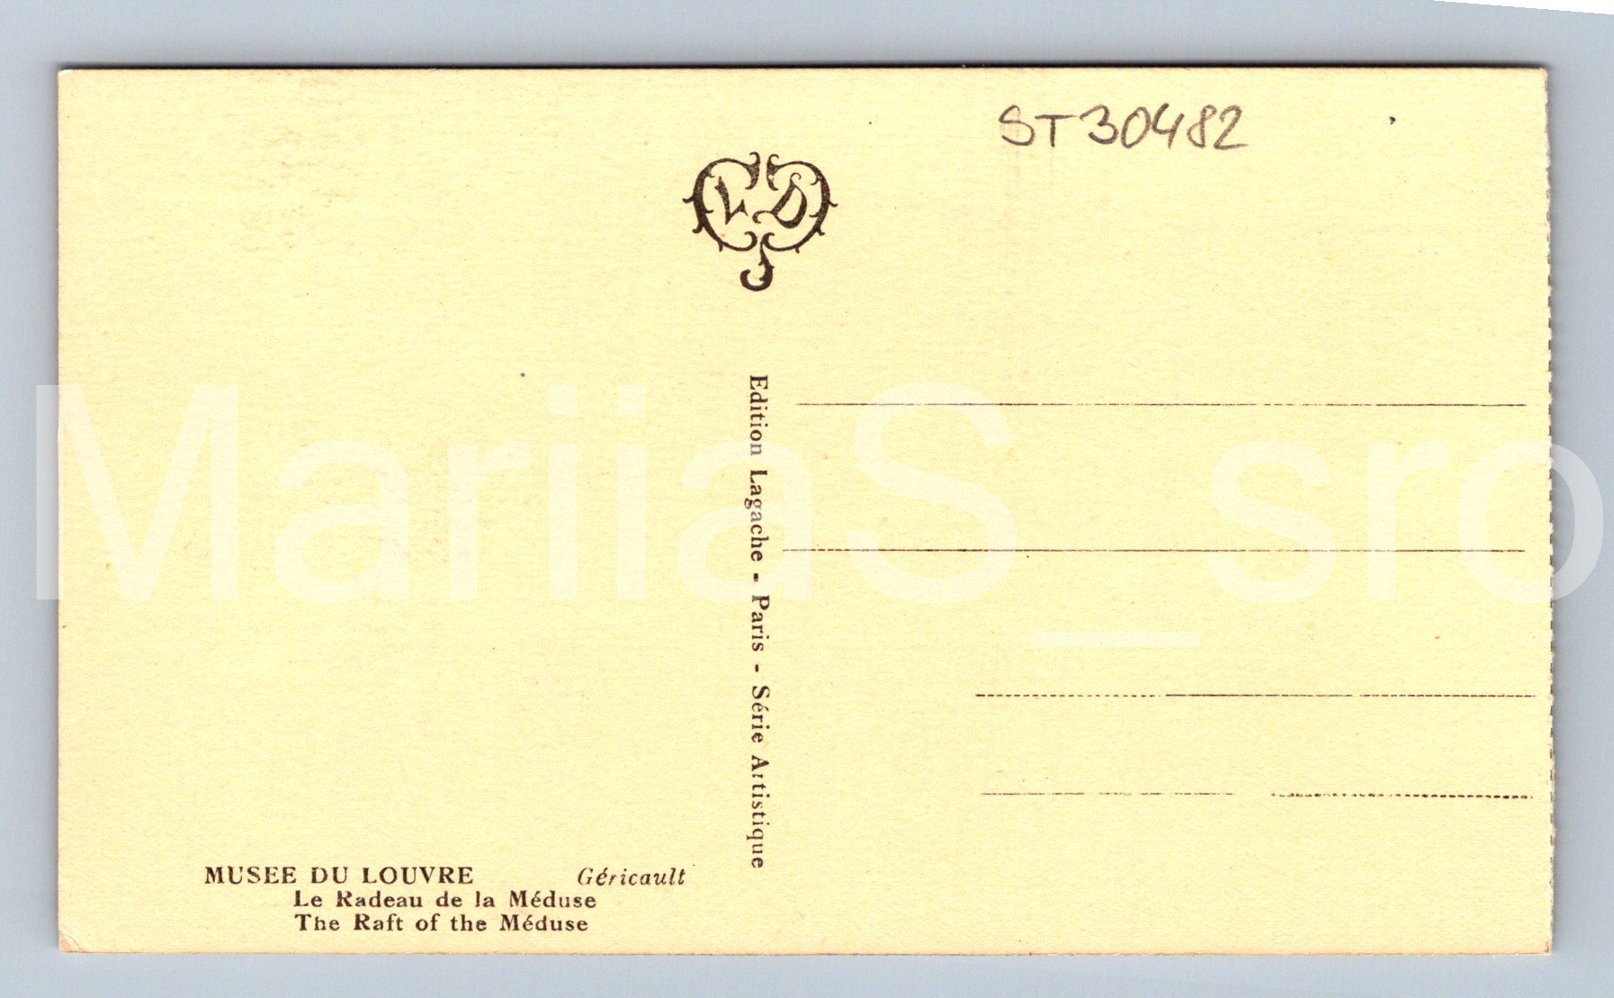 ST30482
L D
Edition Lagache - Paris - Série Artistique
MariiaS_sro
MUSEE DU LOUVRE Géricault
Le Radeau de la Méduse
The Raft of the Méduse